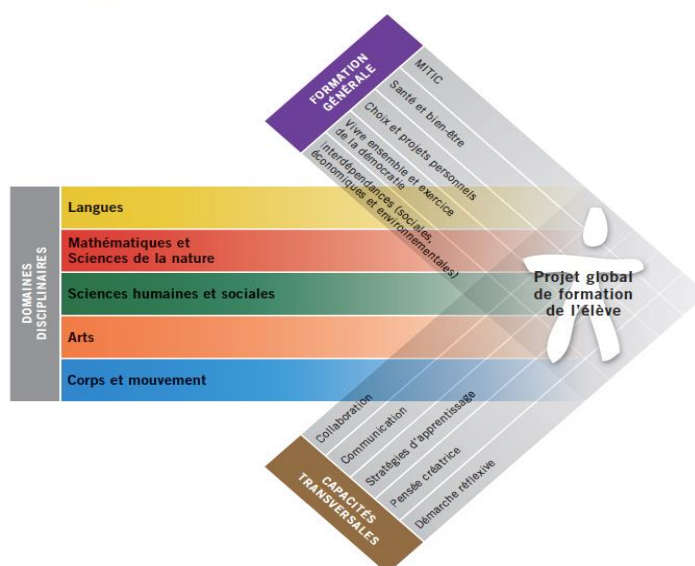 FORMATION
GÉNÉRALE
MITIC
Santé et bien-être
Choix et projets personnels
Vivre ensemble et exercice
de la démocratie
Interdépendances (sociales,
économiques et environnementales)
DOMAINES
DISCIPLINAIRES
Langues
Mathématiques et
Sciences de la nature
Sciences humaines et sociales
Arts
Corps et mouvement
Projet global
de formation
de l'élève
Collaboration
Communication
Stratégies d'apprentissage
Pensée créatrice
Démarche réflexive
CAPACITÉS
TRANSVERSALES